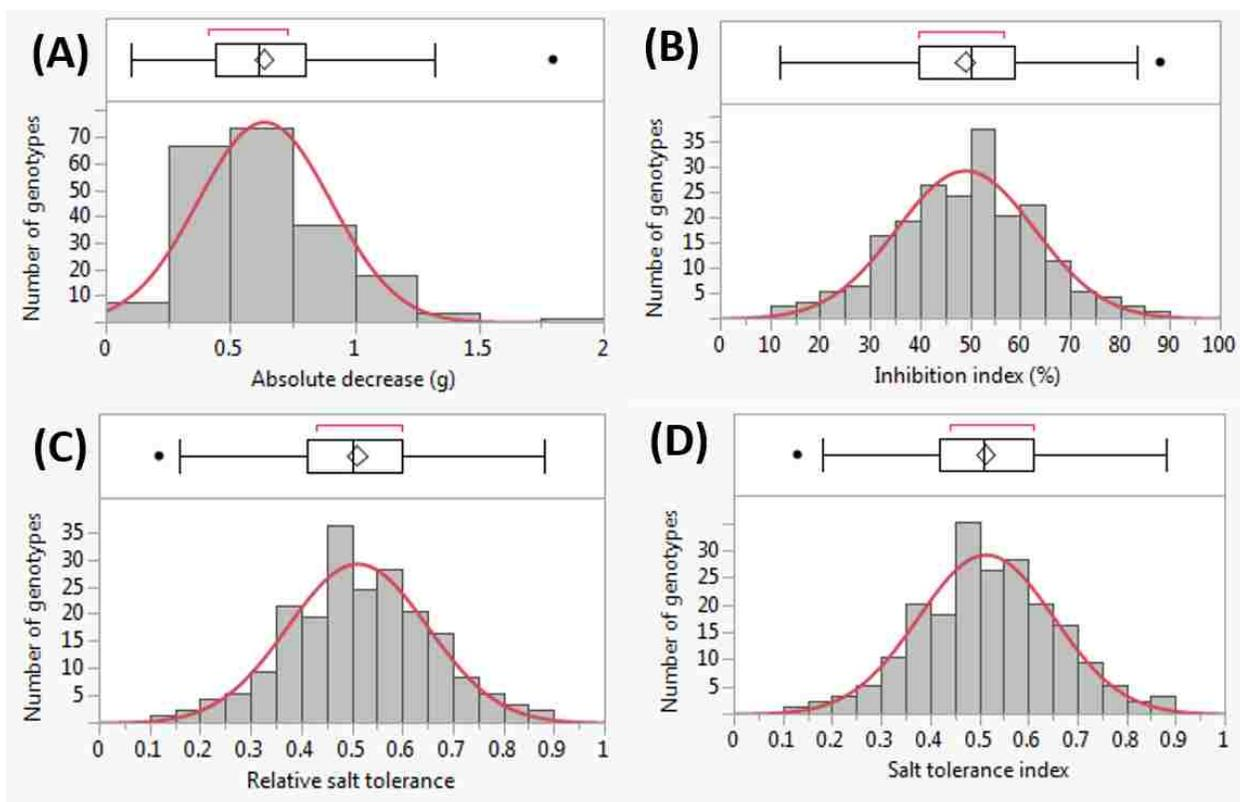 (A)
Number of genotypes
70
60
50
40
30
20
10
0 0.5 1 1.5 2
Absolute decrease (g)
(B)
Numbe of genotypes
35
30
25
20
15
10
5
0 10 20 30 40 50 60 70 80 90 100
Inhibition index (%)
(C)
Number of genotypes
35
30
25
20
15
10
5
0 0.1 0.2 0.3 0.4 0.5 0.6 0.7 0.8 0.9 1
Relative salt tolerance
(D)
Number of genotypes
30
25
20
15
10
5
0 0.1 0.2 0.3 0.4 0.5 0.6 0.7 0.8 0.9 1
Salt tolerance index